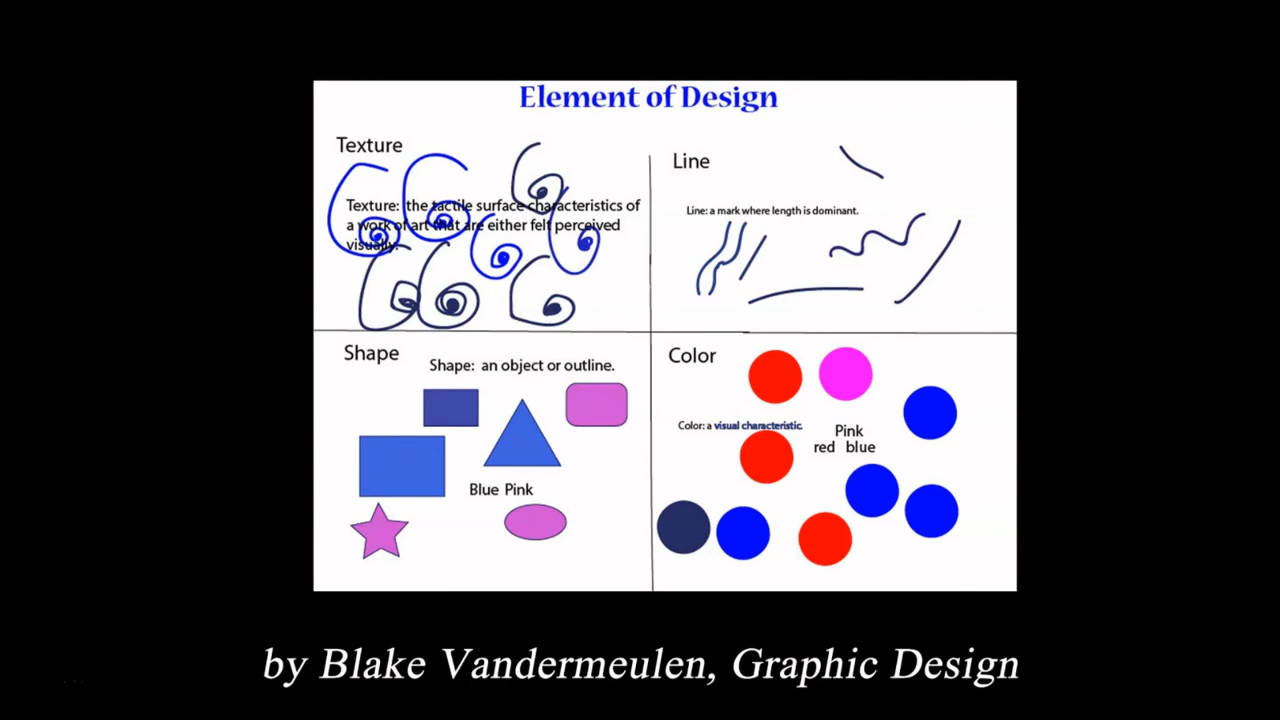 Element of Design
Texture
Texture: the tactile surface characteristics of
a work of art that are either felt perceived
visually.
Line
Line: a mark where length is dominant.
Shape
Shape: an object or outline.
Blue Pink
Color
Color: a visual characteristic.
Pink
red blue
by Blake Vandermeulen, Graphic Design